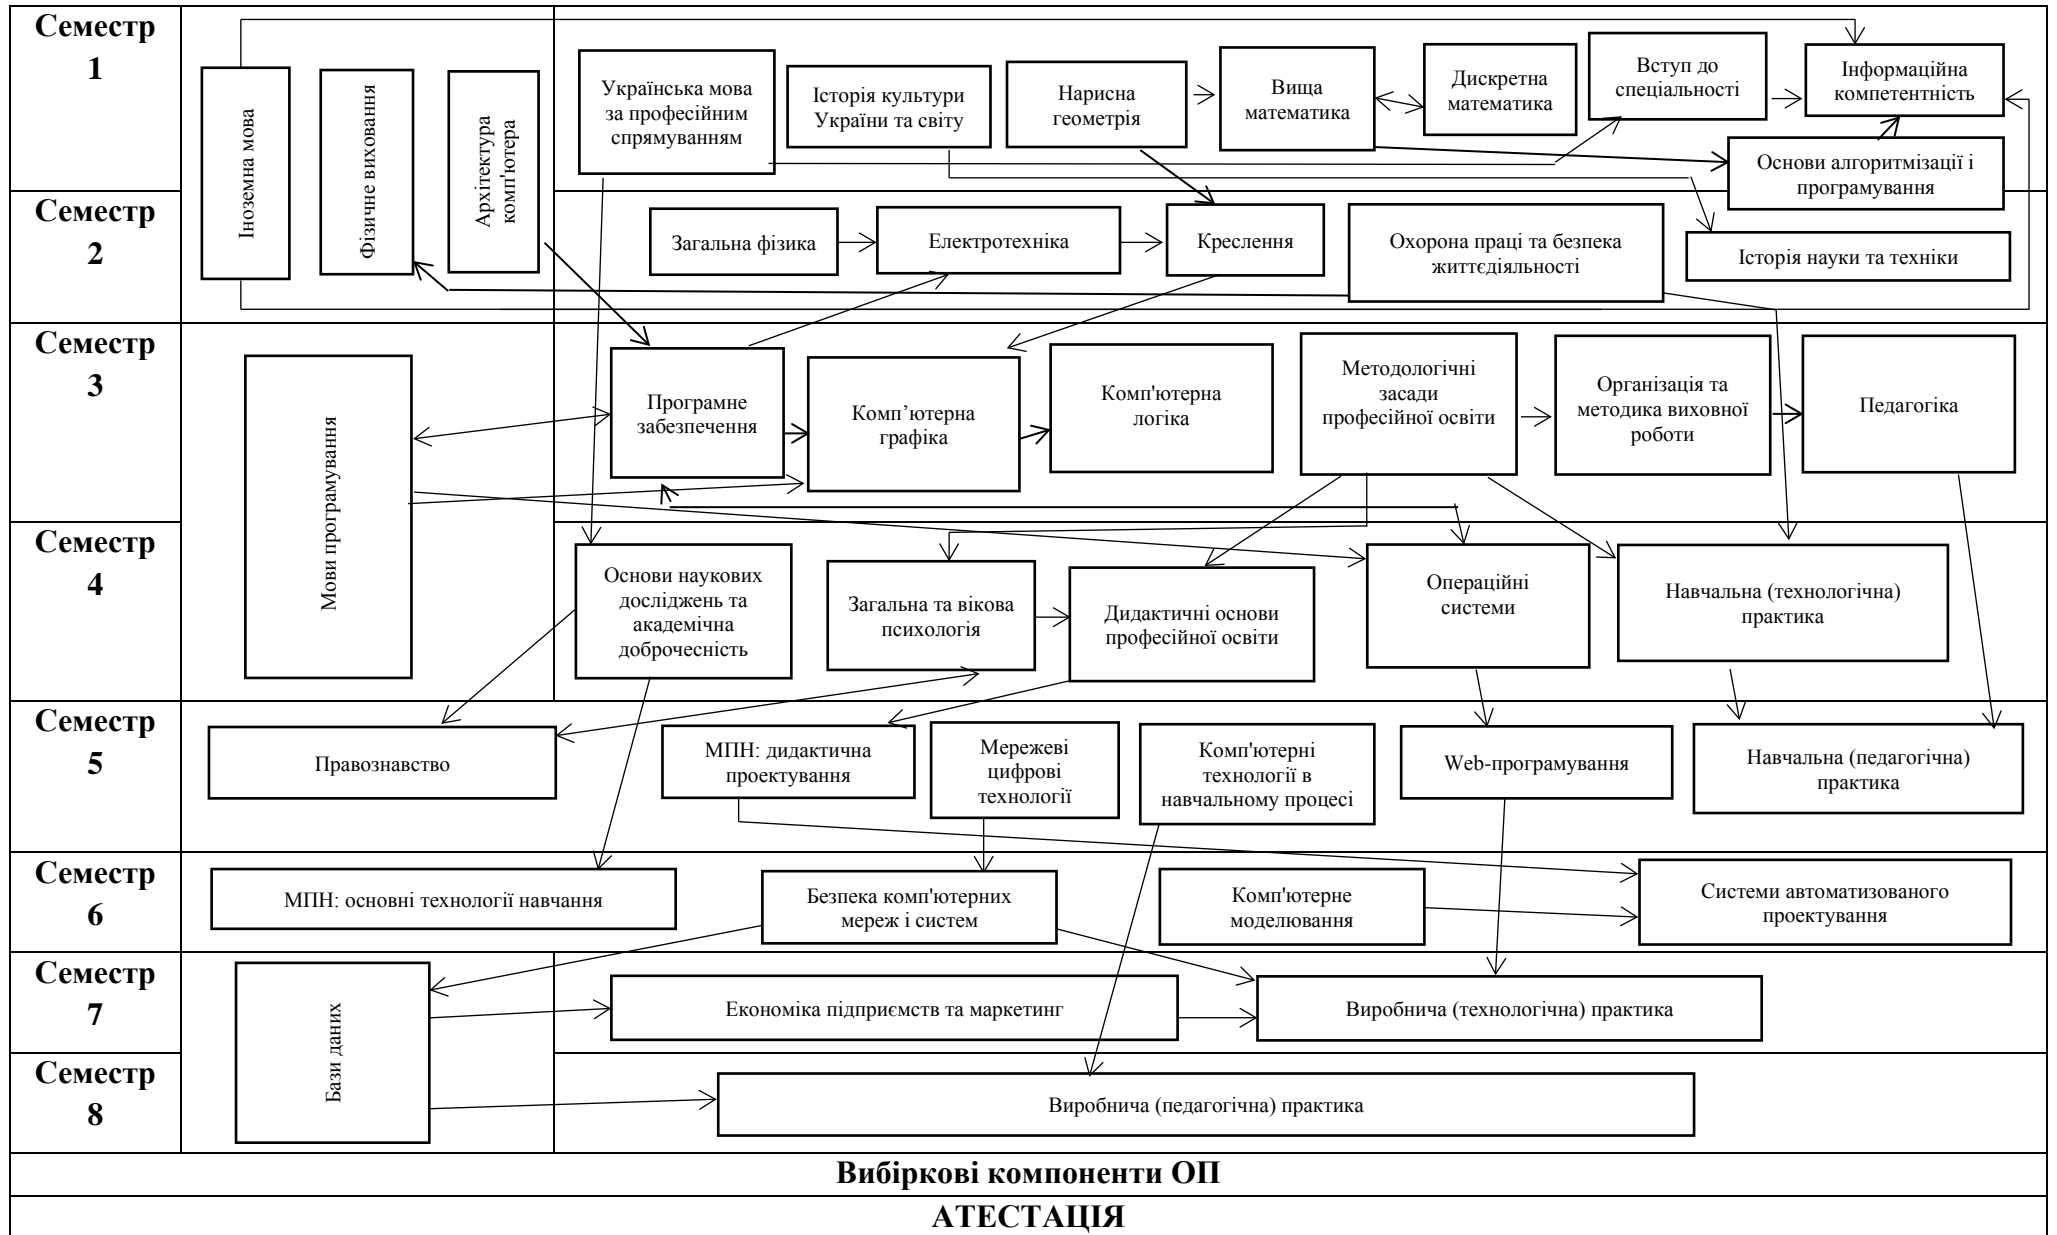 Семестр
1
Іноземна мова
Фізичне виховання
Архітектура
комп'ютера
Українська мова
за професійним
спрямуванням
Історія культури
України та світу
Нарисна
геометрія
Вища
математика
Дискретна
математика
Вступ до
спеціальності
Інформаційна
компетентність
Основи алгоритмізації і
програмування
Семестр
2
Загальна фізика
Електротехніка
Креслення
Охорона праці та безпека
життєдіяльності
Історія науки та техніки
Семестр
3
Мови програмування
Програмне
забезпечення
Комп’ютерна
графіка
Комп'ютерна
логіка
Методологічні
засади
професійної освіти
Організація та
методика виховної
роботи
Педагогіка
Семестр
4
Основи наукових
досліджень та
академічна
доброчесність
Загальна та вікова
психологія
Дидактичні основи
професійної освіти
Операційні
системи
Навчальна (технологічна)
практика
Семестр
5
Правознавство
МПН: дидактична
проектування
Мережеві
цифрові
технології
Комп'ютерні
технології в
навчальному процесі
Web-програмування
Навчальна (педагогічна)
практика
Семестр
6
МПН: основні технології навчання
Безпека комп'ютерних
мереж і систем
Комп'ютерне
моделювання
Системи автоматизованого
проектування
Семестр
7
Бази даних
Економіка підприємств та маркетинг
Виробнича (технологічна) практика
Семестр
8
Виробнича (педагогічна) практика
Вибіркові компоненти ОП
АТЕСТАЦІЯ